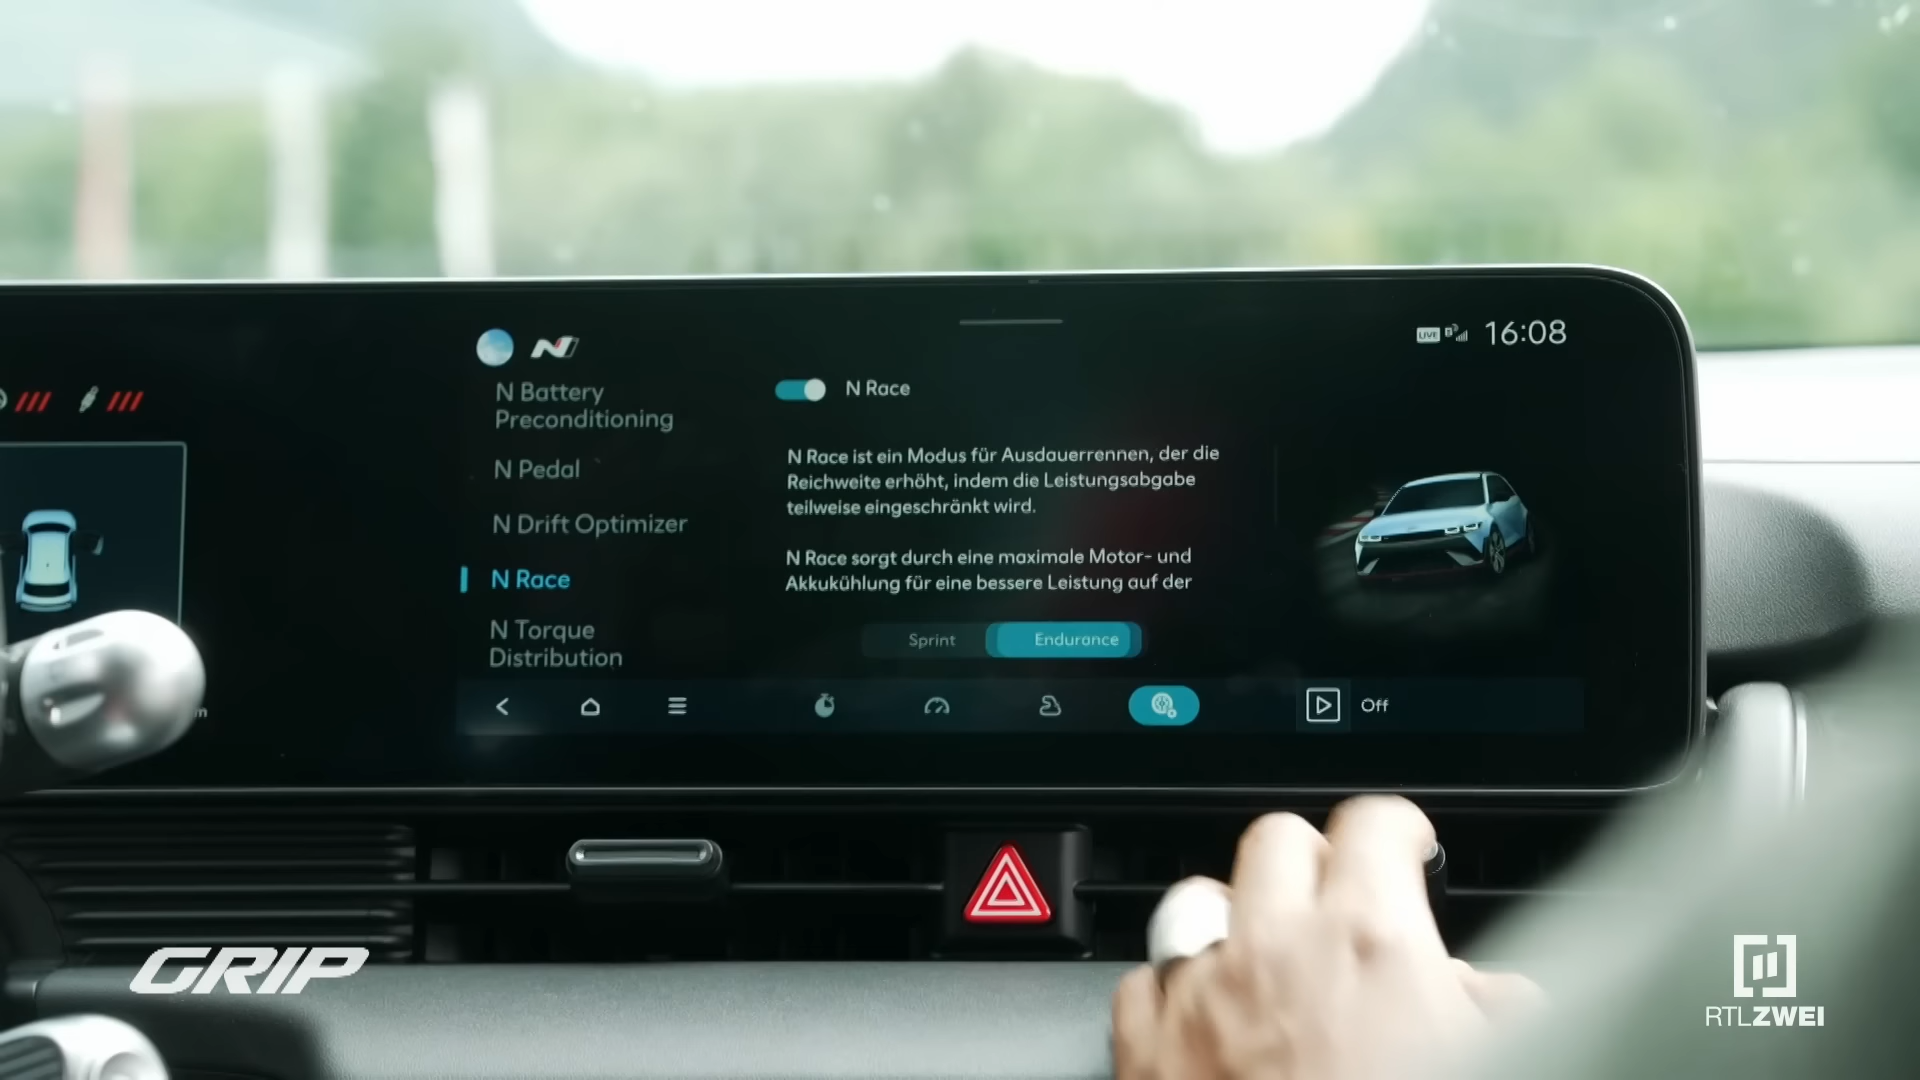 LIVE
16:08
N Battery
Preconditioning
N Pedal
N Drift Optimizer
N Race
N Torque
Distribution
N Race
N Race ist ein Modus für Ausdauerrennen, der die
Reichweite erhöht, indem die Leistungsabgabe
teilweise eingeschränkt wird.
N Race sorgt durch eine maximale Motor- und
Akkukühlung für eine bessere Leistung auf der
Sprint
Endurance
Off
GRIP
RTLZWEI